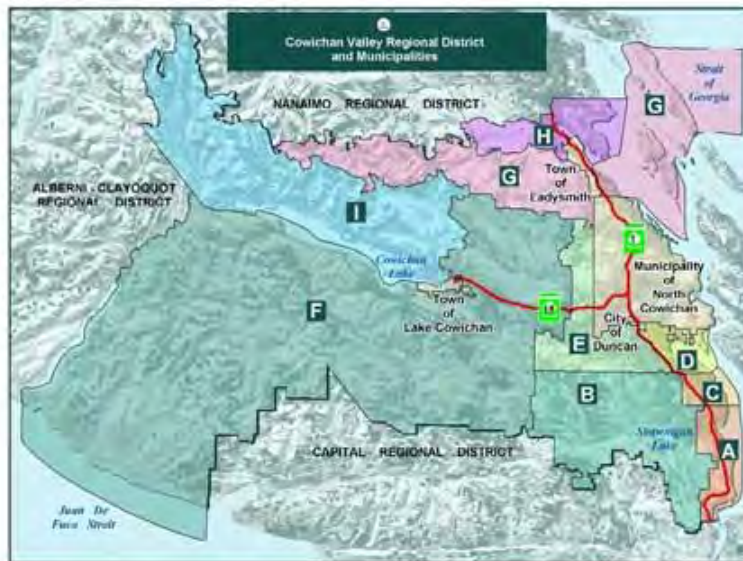 Cowichan Valley Regional District
and Municipalities
NANAIMO REGIONAL DISTRICT
Strait
of
Georgia
G
H
Town
of
Ladysmith
G
ALBERNI - CLAYOQUOT
REGIONAL DISTRICT
I
1
Cowichan
Lake
Municipality
of
North
Cowichan
Town
of
Lake Cowichan
18
F
City
of
Duncan
E
D
B
C
Shawnigan
Lake
A
CAPITAL REGIONAL DISTRICT
Juan De
Fuca Strait